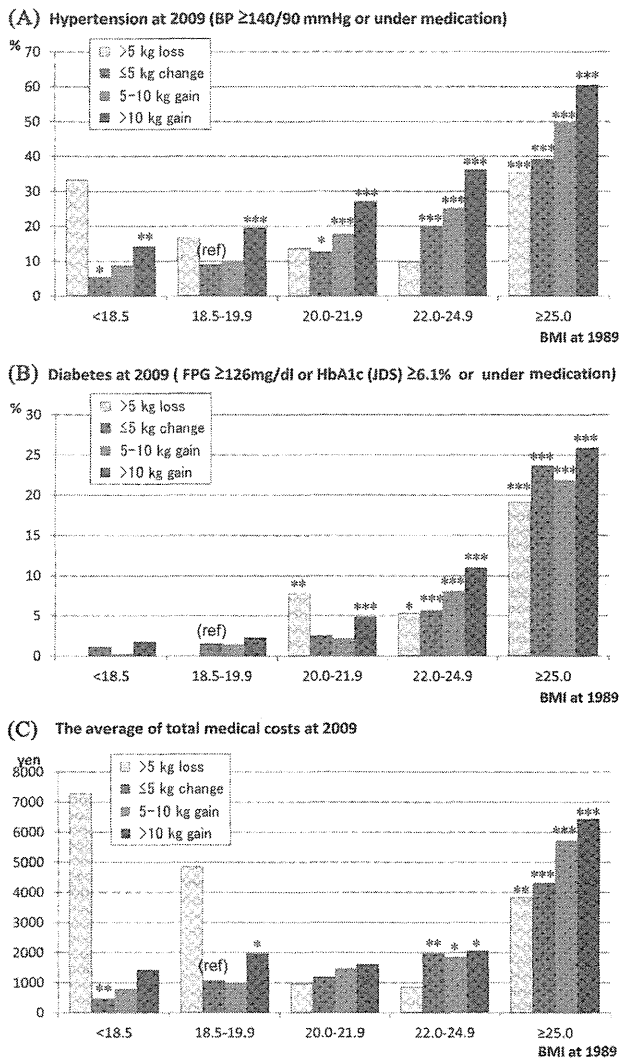 (A) Hypertension at 2009 (BP ≥140/90 mmHg or under medication)
%
>5 kg loss
≤5 kg change
5-10 kg gain
>10 kg gain
70
60
50
40
30
20
10
0
* ** (ref) *** * *** *** *** *** *** *** *** *** ***
<18.5 18.5-19.9 20.0-21.9 22.0-24.9 ≥25.0
BMI at 1989
(B) Diabetes at 2009 ( FPG ≥126mg/dl or HbA1c (JDS) ≥6.1% or under medication)
%
>5 kg loss
≤5 kg change
5-10 kg gain
>10 kg gain
30
25
20
15
10
5
0
(ref) ** *** * *** *** *** *** *** *** ***
<18.5 18.5-19.9 20.0-21.9 22.0-24.9 ≥25.0
BMI at 1989
(C) The average of total medical costs at 2009
yen
>5 kg loss
≤5 kg change
5-10 kg gain
>10 kg gain
8000
7000
6000
5000
4000
3000
2000
1000
0
** (ref) * ** * * ** *** *** ***
<18.5 18.5-19.9 20.0-21.9 22.0-24.9 ≥25.0
BMI at 1989